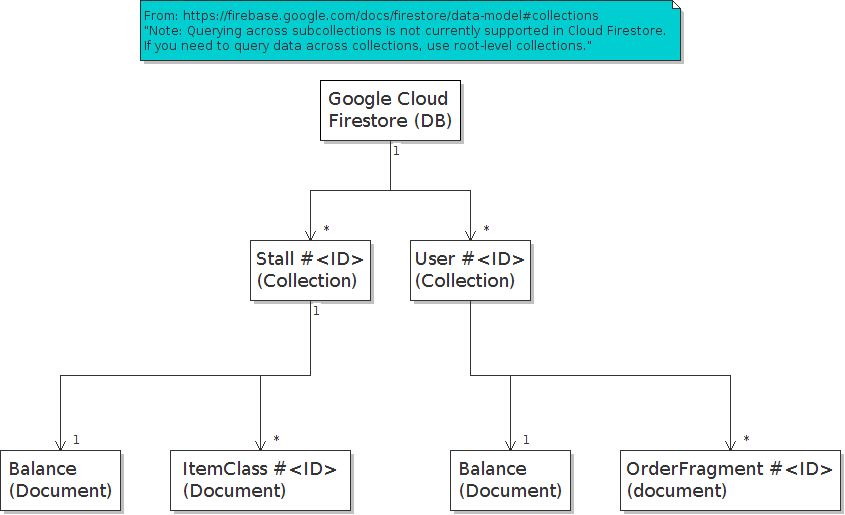 From: https://firebase.google.com/docs/firestore/data-model#collections
"Note: Querying across subcollections is not currently supported in Cloud Firestore.
If you need to query data across collections, use root-level collections."
Google Cloud
Firestore (DB)
1
*
*
Stall #<ID>
(Collection)
User #<ID>
(Collection)
1
1
*
1
*
Balance
(Document)
ItemClass #<ID>
(Document)
Balance
(Document)
OrderFragment #<ID>
(document)